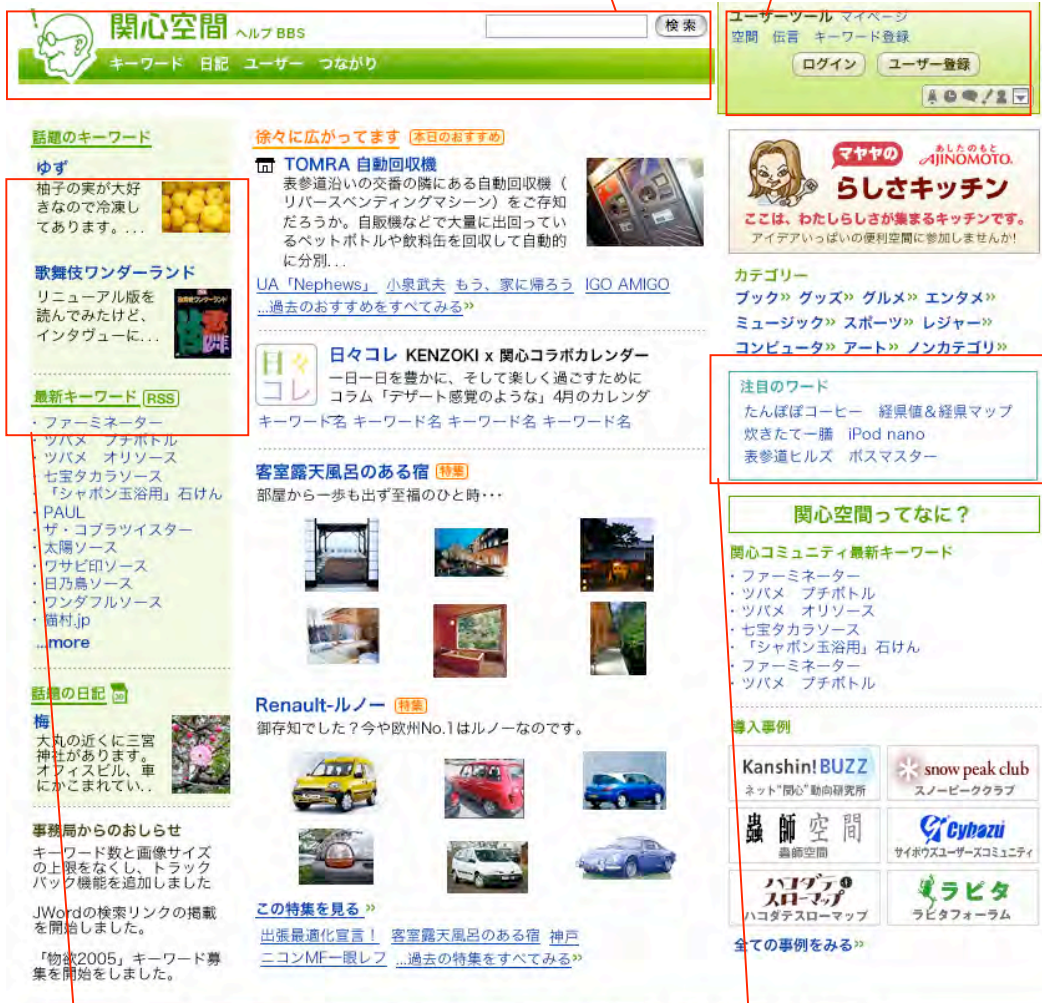 関心空間 ヘルプ BBS
検索
キーワード 日記 ユーザー つながり
ユーザーツール マイページ
空間 伝言 キーワード登録
ログイン ユーザー登録
話題のキーワード
ゆず
柚子の実が大好
きなので冷凍し
てあります。...
歌舞伎ワンダーランド
リニューアル版を
読んでみたけど、
インタヴューに...
最新キーワード RSS
・ファーミネーター
・ツバメ プチボトル
・ツバメ オリソース
・七宝タカラソース
・「シャボン玉浴用」石けん
・PAUL
・ザ・コブラツイスター
・太陽ソース
・ワサビ印ソース
・日乃鳥ソース
・ワンダフルソース
・猫村.jp
...more
話題の日記
梅
大丸の近くに三宮
神社があります。
オフィスビル、車
にかこまれてい..
事務局からのおしらせ
キーワード数と画像サイズ
の上限をなくし、トラック
バック機能を追加しました
JWordの検索リンクの掲載
を開始しました。
「物欲2005」キーワード募
集を開始をしました。
徐々に広がってます 本日のおすすめ
TOMRA 自動回収機
表参道沿いの交番の隣にある自動回収機(
リバースベンディングマシーン)をご存知
だろうか。自販機などで大量に出回ってい
るペットボトルや飲料缶を回収して自動的
に分別...
UA「Nephews」 小泉武夫 もう、家に帰ろう IGO AMIGO
...過去のおすすめをすべてみる»
日々コレ
日々コレ KENZOKI x 関心コラボカレンダー
一日一日を豊かに、そして楽しく過ごすために
コラム「デザート感覚のような」4月のカレンダ
キーワード名 キーワード名 キーワード名 キーワード名
客室露天風呂のある宿 特集
部屋から一歩も出ず至福のひと時・・・
Renault-ルノー 特集
御存知でした？今や欧州No.1はルノーなのです。
この特集を見る »
出張最適化宣言！ 客室露天風呂のある宿 神戸
ニコンMF一眼レフ ...過去の特集をすべてみる»
マヤヤの あしたのもと AJINOMOTO.
らしさキッチン
ここは、わたしらしさが集まるキッチンです。
アイデアいっぱいの便利空間に参加しませんか!
カテゴリー
ブック» グッズ» グルメ» エンタメ»
ミュージック» スポーツ» レジャー»
コンピュータ» アート» ノンカテゴリ»
注目のワード
たんぽぽコーヒー 経県値＆経県マップ
炊きたて一膳 iPod nano
表参道ヒルズ ボスマスター
関心空間ってなに？
関心コミュニティ最新キーワード
・ファーミネーター
・ツバメ プチボトル
・ツバメ オリソース
・七宝タカラソース
・「シャボン玉浴用」石けん
・ファーミネーター
・ツバメ プチボトル
導入事例
Kanshin! BUZZ
ネット"関心"動向研究所
snow peak club
スノーピーククラブ
蟲師空間
蟲師空間
Cybozu
サイボウズユーザーズコミュニティ
ハコダテスローマップ
ハコダテスローマップ
ラピタ
ラピタフォーラム
全ての事例をみる»